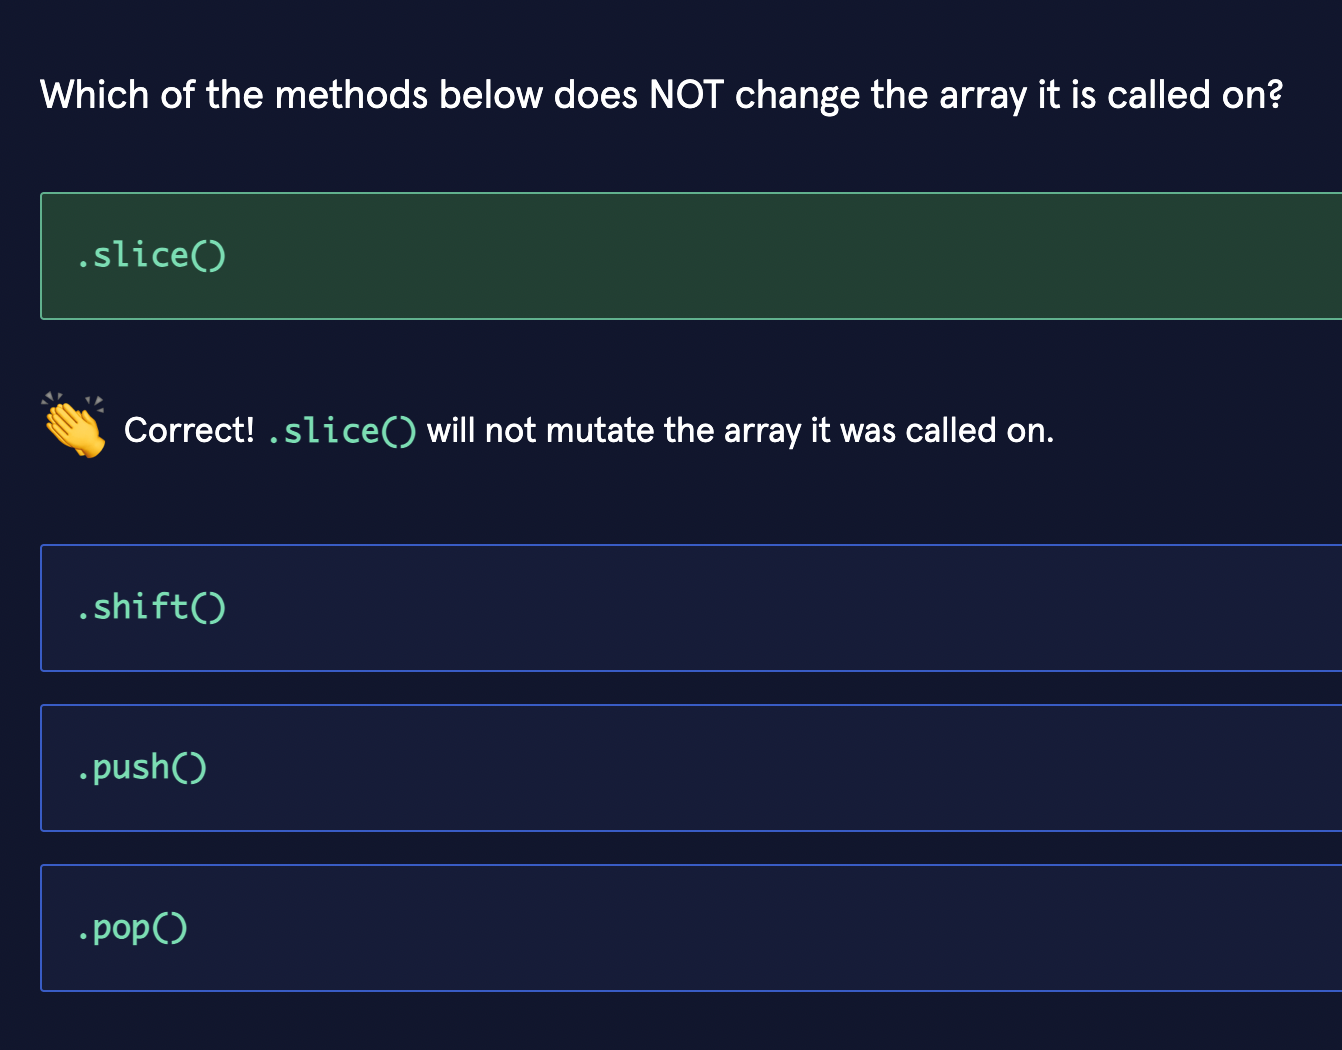 Which of the methods below does NOT change the array it is called on?
.slice()
Correct! .slice() will not mutate the array it was called on.
.shift()
.push()
.pop()